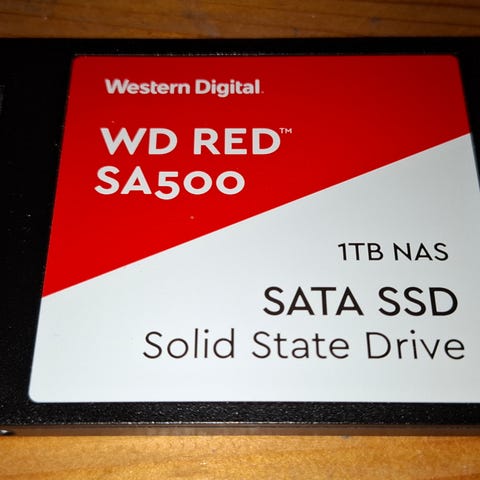 Western Digital.
WD RED™
SA500
1TB NAS
SATA SSD
Solid State Drive